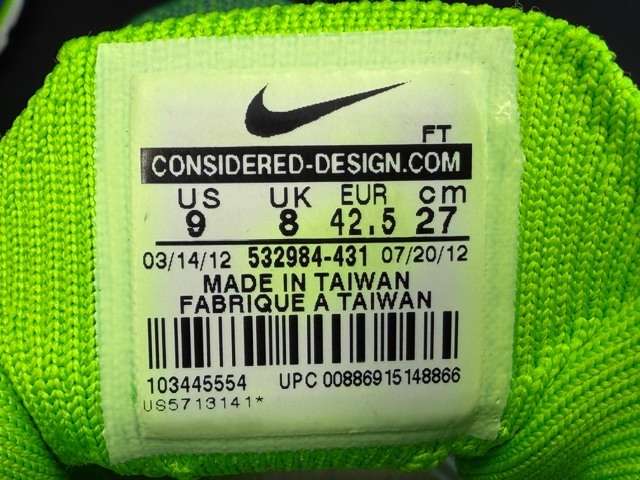 FT
CONSIDERED-DESIGN.COM
US UK EUR cm
9 8 42.5 27
03/14/12 532984-431 07/20/12
MADE IN TAIWAN
FABRIQUE A TAIWAN
103445554 UPC 00886915148866
US5713141*